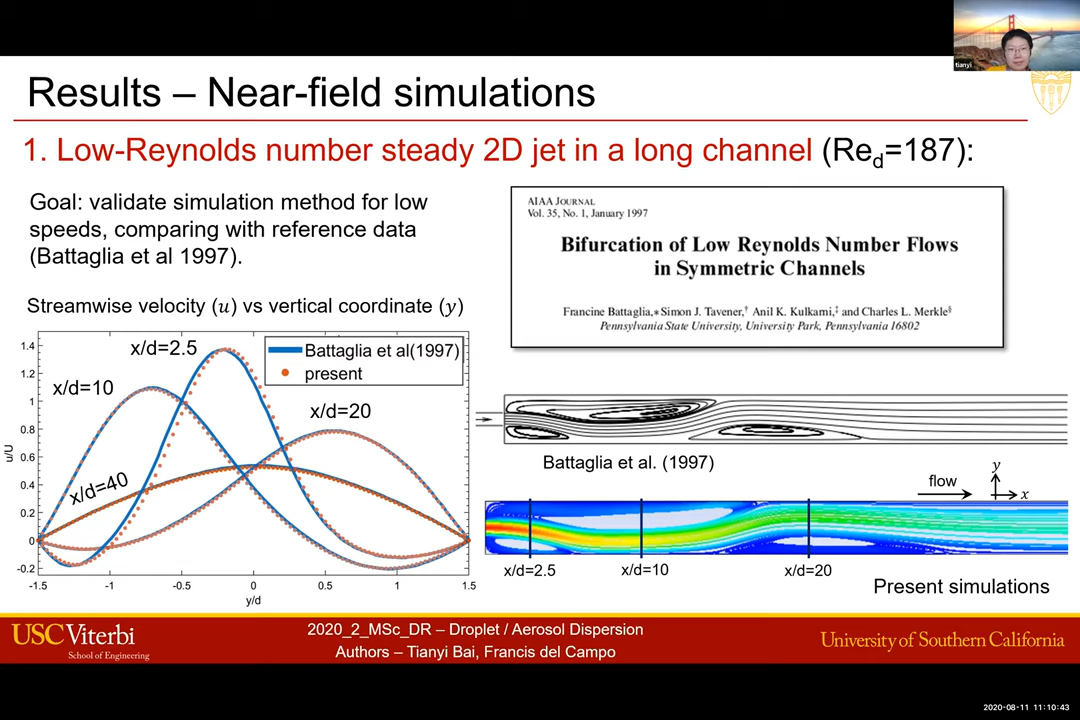 tianyi
Results – Near-field simulations
1. Low-Reynolds number steady 2D jet in a long channel (Red=187):
Goal: validate simulation method for low
speeds, comparing with reference data
(Battaglia et al 1997).
Streamwise velocity (u) vs vertical coordinate (y)
AIAA JOURNAL
Vol. 35, No. 1, January 1997
Bifurcation of Low Reynolds Number Flows
in Symmetric Channels
Francine Battaglia,* Simon J. Tavener,† Anil K. Kulkarni,‡ and Charles L. Merkle§
Pennsylvania State University, University Park, Pennsylvania 16802
1.4
1.2
1
0.8
0.6
0.4
0.2
0
-0.2
u/U
x/d=2.5
x/d=10
x/d=20
x/d=40
Battaglia et al(1997)
present
-1.5
-1
-0.5
0
0.5
1
1.5
y/d
Battaglia et al. (1997)
flow
y
x
x/d=2.5
x/d=10
x/d=20
Present simulations
USC Viterbi
School of Engineering
2020_2_MSc_DR – Droplet / Aerosol Dispersion
Authors – Tianyi Bai, Francis del Campo
University of Southern California
2020-08-11 11:10:43